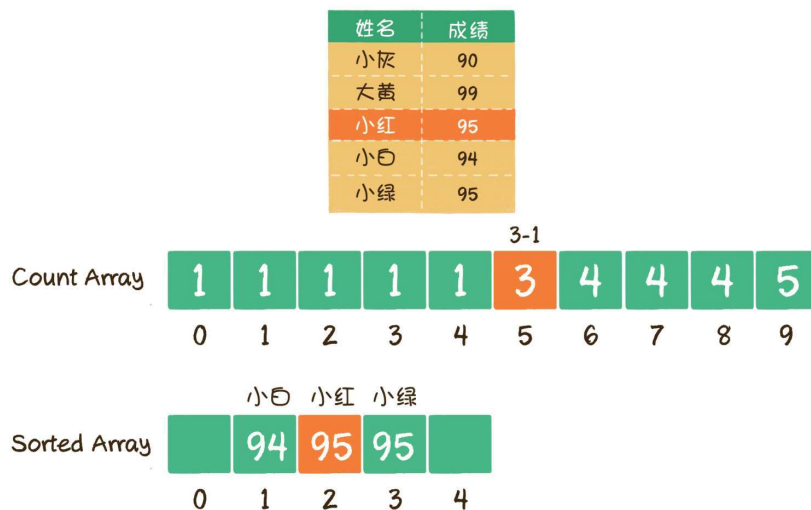 姓名 成绩
小灰 90
大黄 99
小红 95
小白 94
小绿 95
3-1
Count Array 1 1 1 1 1 3 4 4 4 5
0 1 2 3 4 5 6 7 8 9
小白 小红 小绿
Sorted Array 94 95 95
0 1 2 3 4